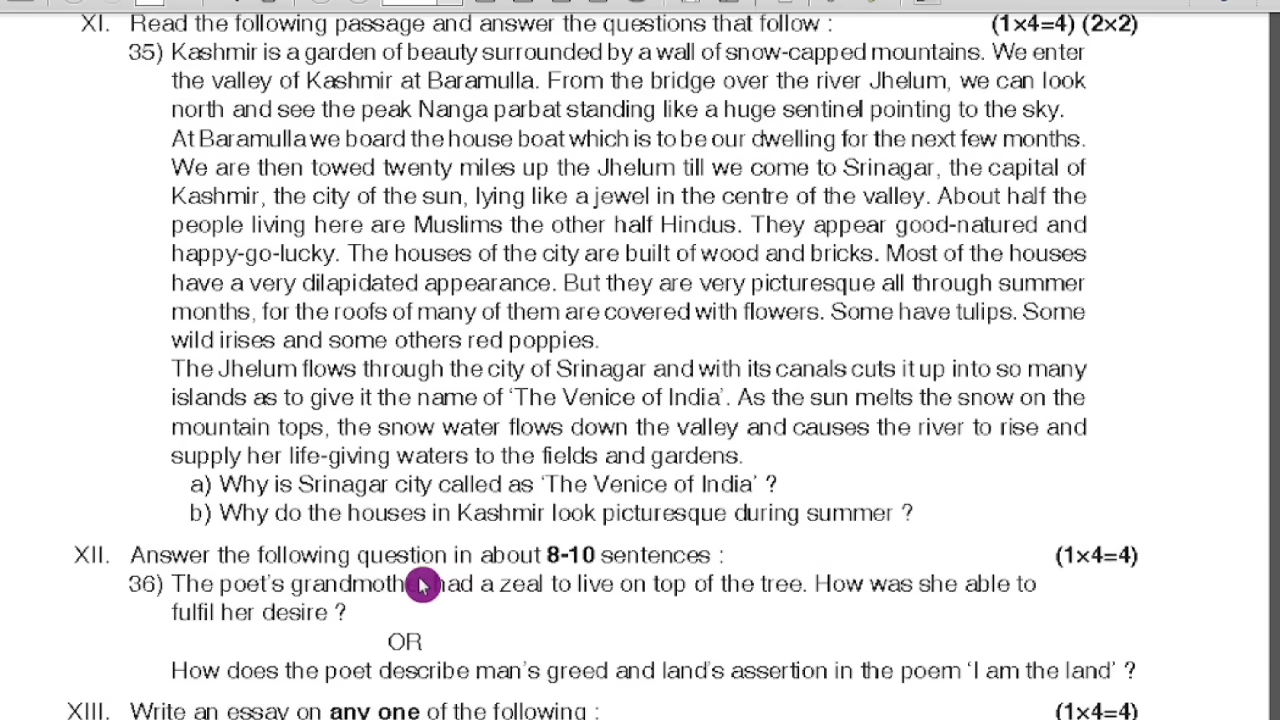 XI. Read the following passage and answer the questions that follow : (1×4=4) (2×2)
35) Kashmir is a garden of beauty surrounded by a wall of snow-capped mountains. We enter
the valley of Kashmir at Baramulla. From the bridge over the river Jhelum, we can look
north and see the peak Nanga parbat standing like a huge sentinel pointing to the sky.
At Baramulla we board the house boat which is to be our dwelling for the next few months.
We are then towed twenty miles up the Jhelum till we come to Srinagar, the capital of
Kashmir, the city of the sun, lying like a jewel in the centre of the valley. About half the
people living here are Muslims the other half Hindus. They appear good-natured and
happy-go-lucky. The houses of the city are built of wood and bricks. Most of the houses
have a very dilapidated appearance. But they are very picturesque all through summer
months, for the roofs of many of them are covered with flowers. Some have tulips. Some
wild irises and some others red poppies.
The Jhelum flows through the city of Srinagar and with its canals cuts it up into so many
islands as to give it the name of ‘The Venice of India’. As the sun melts the snow on the
mountain tops, the snow water flows down the valley and causes the river to rise and
supply her life-giving waters to the fields and gardens.
a) Why is Srinagar city called as ‘The Venice of India’ ?
b) Why do the houses in Kashmir look picturesque during summer ?
XII. Answer the following question in about 8-10 sentences : (1×4=4)
36) The poet’s grandmother had a zeal to live on top of the tree. How was she able to
fulfil her desire ?
OR
How does the poet describe man’s greed and land’s assertion in the poem ‘I am the land’ ?
XIII. Write an essay on any one of the following : (1×4=4)